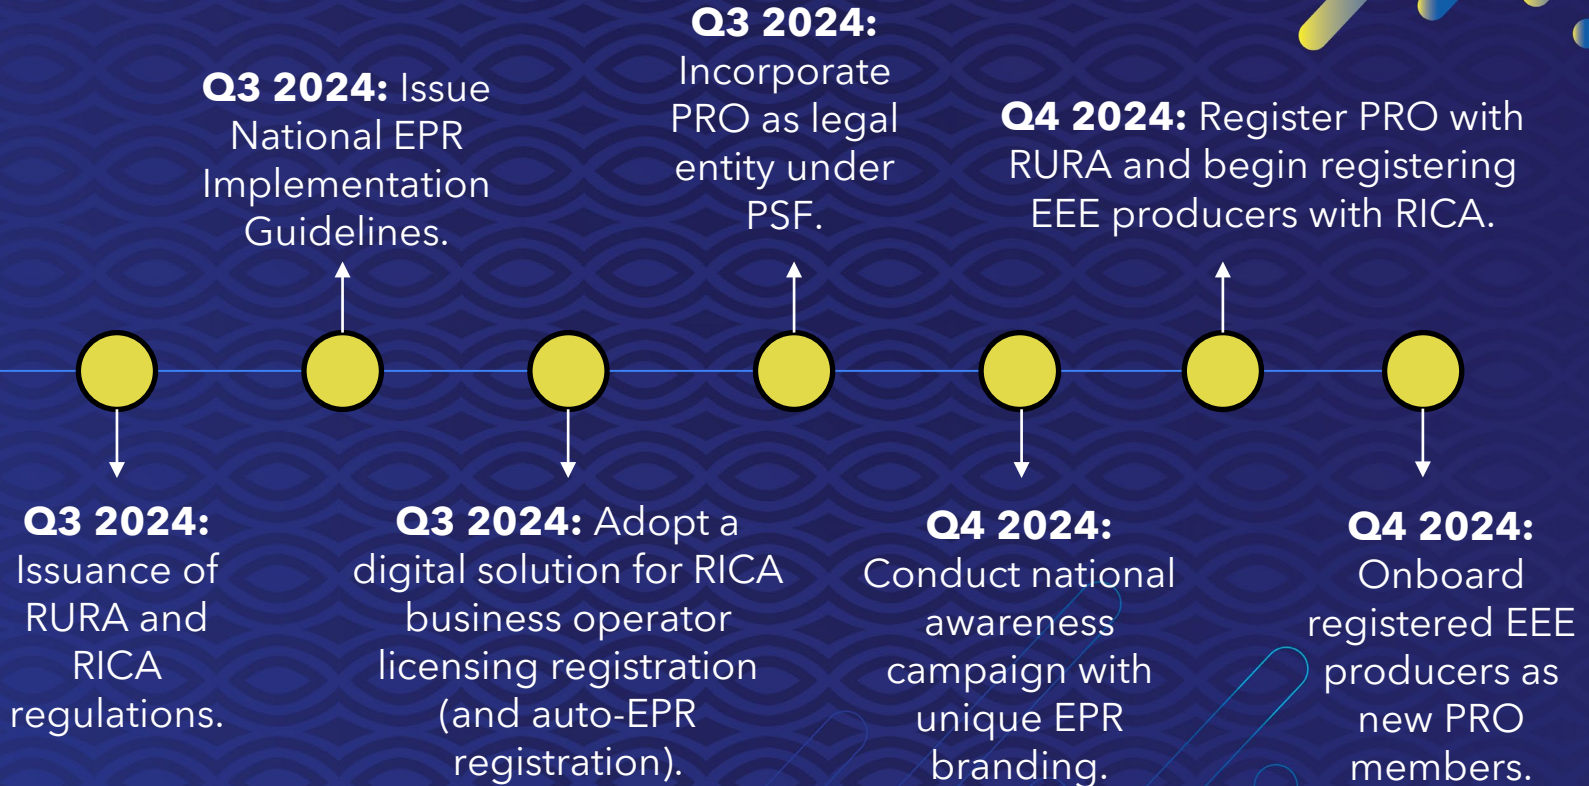 Q3 2024:
Issuance of
RURA and
RICA
regulations.
Q3 2024: Issue
National EPR
Implementation
Guidelines.
Q3 2024: Adopt a
digital solution for RICA
business operator
licensing registration
(and auto-EPR
registration).
Q3 2024:
Incorporate
PRO as legal
entity under
PSF.
Q4 2024:
Conduct national
awareness
campaign with
unique EPR
branding.
Q4 2024: Register PRO with
RURA and begin registering
EEE producers with RICA.
Q4 2024:
Onboard
registered EEE
producers as
new PRO
members.